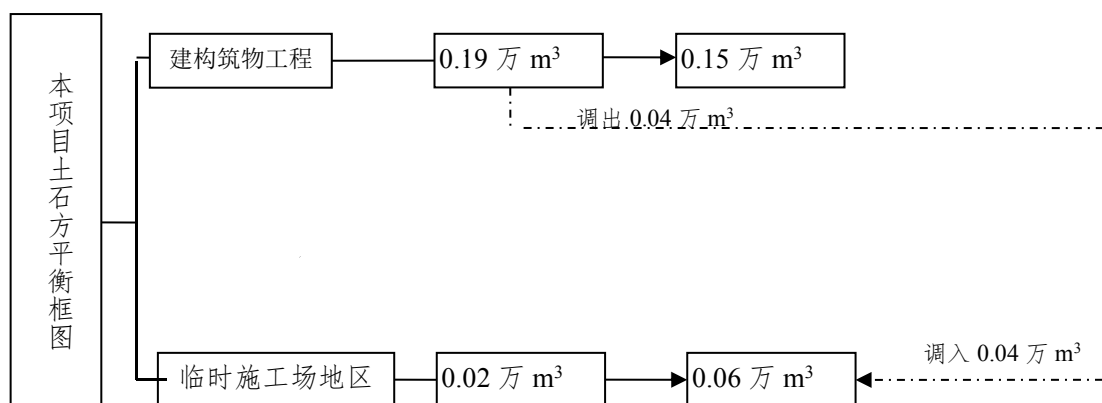 本项目土石方平衡框图
建构筑物工程
0.19 万 m³
0.15 万 m³
调出 0.04 万 m³
调入 0.04 万 m³
临时施工场地区
0.02 万 m³
0.06 万 m³